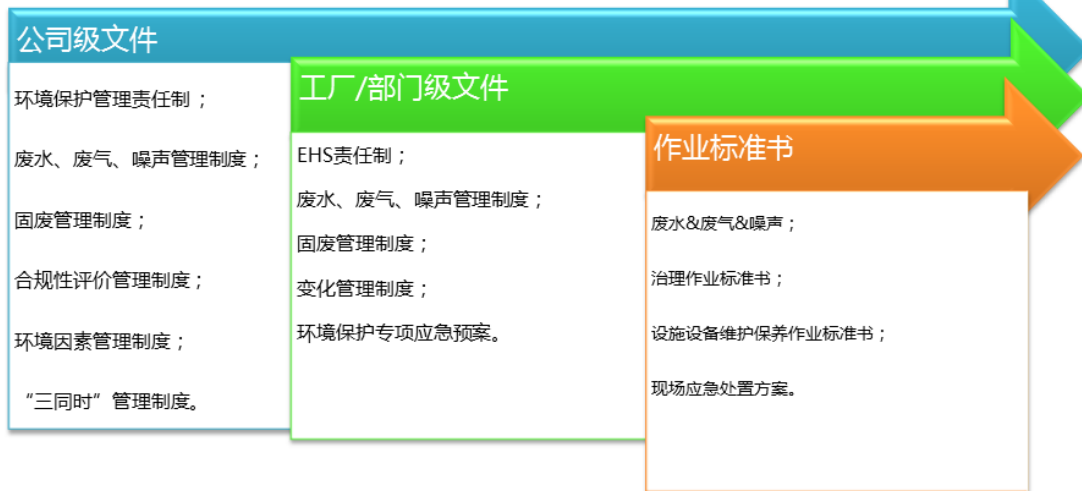 公司级文件
环境保护管理责任制；
废水、废气、噪声管理制度；
固废管理制度；
合规性评价管理制度；
环境因素管理制度；
“三同时”管理制度。
工厂/部门级文件
EHS责任制；
废水、废气、噪声管理制度；
固废管理制度；
变化管理制度；
环境保护专项应急预案。
作业标准书
废水&废气&噪声；
治理作业标准书；
设施设备维护保养作业标准书；
现场应急处置方案。